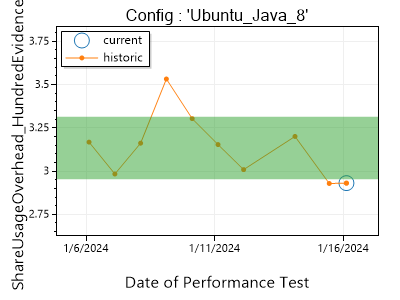 Config : 'Ubuntu_Java_8'
current
historic
ShareUsageOverhead_HundredEvidence
3.75
3.5
3.25
3
2.75
1/6/2024
1/11/2024
1/16/2024
Date of Performance Test